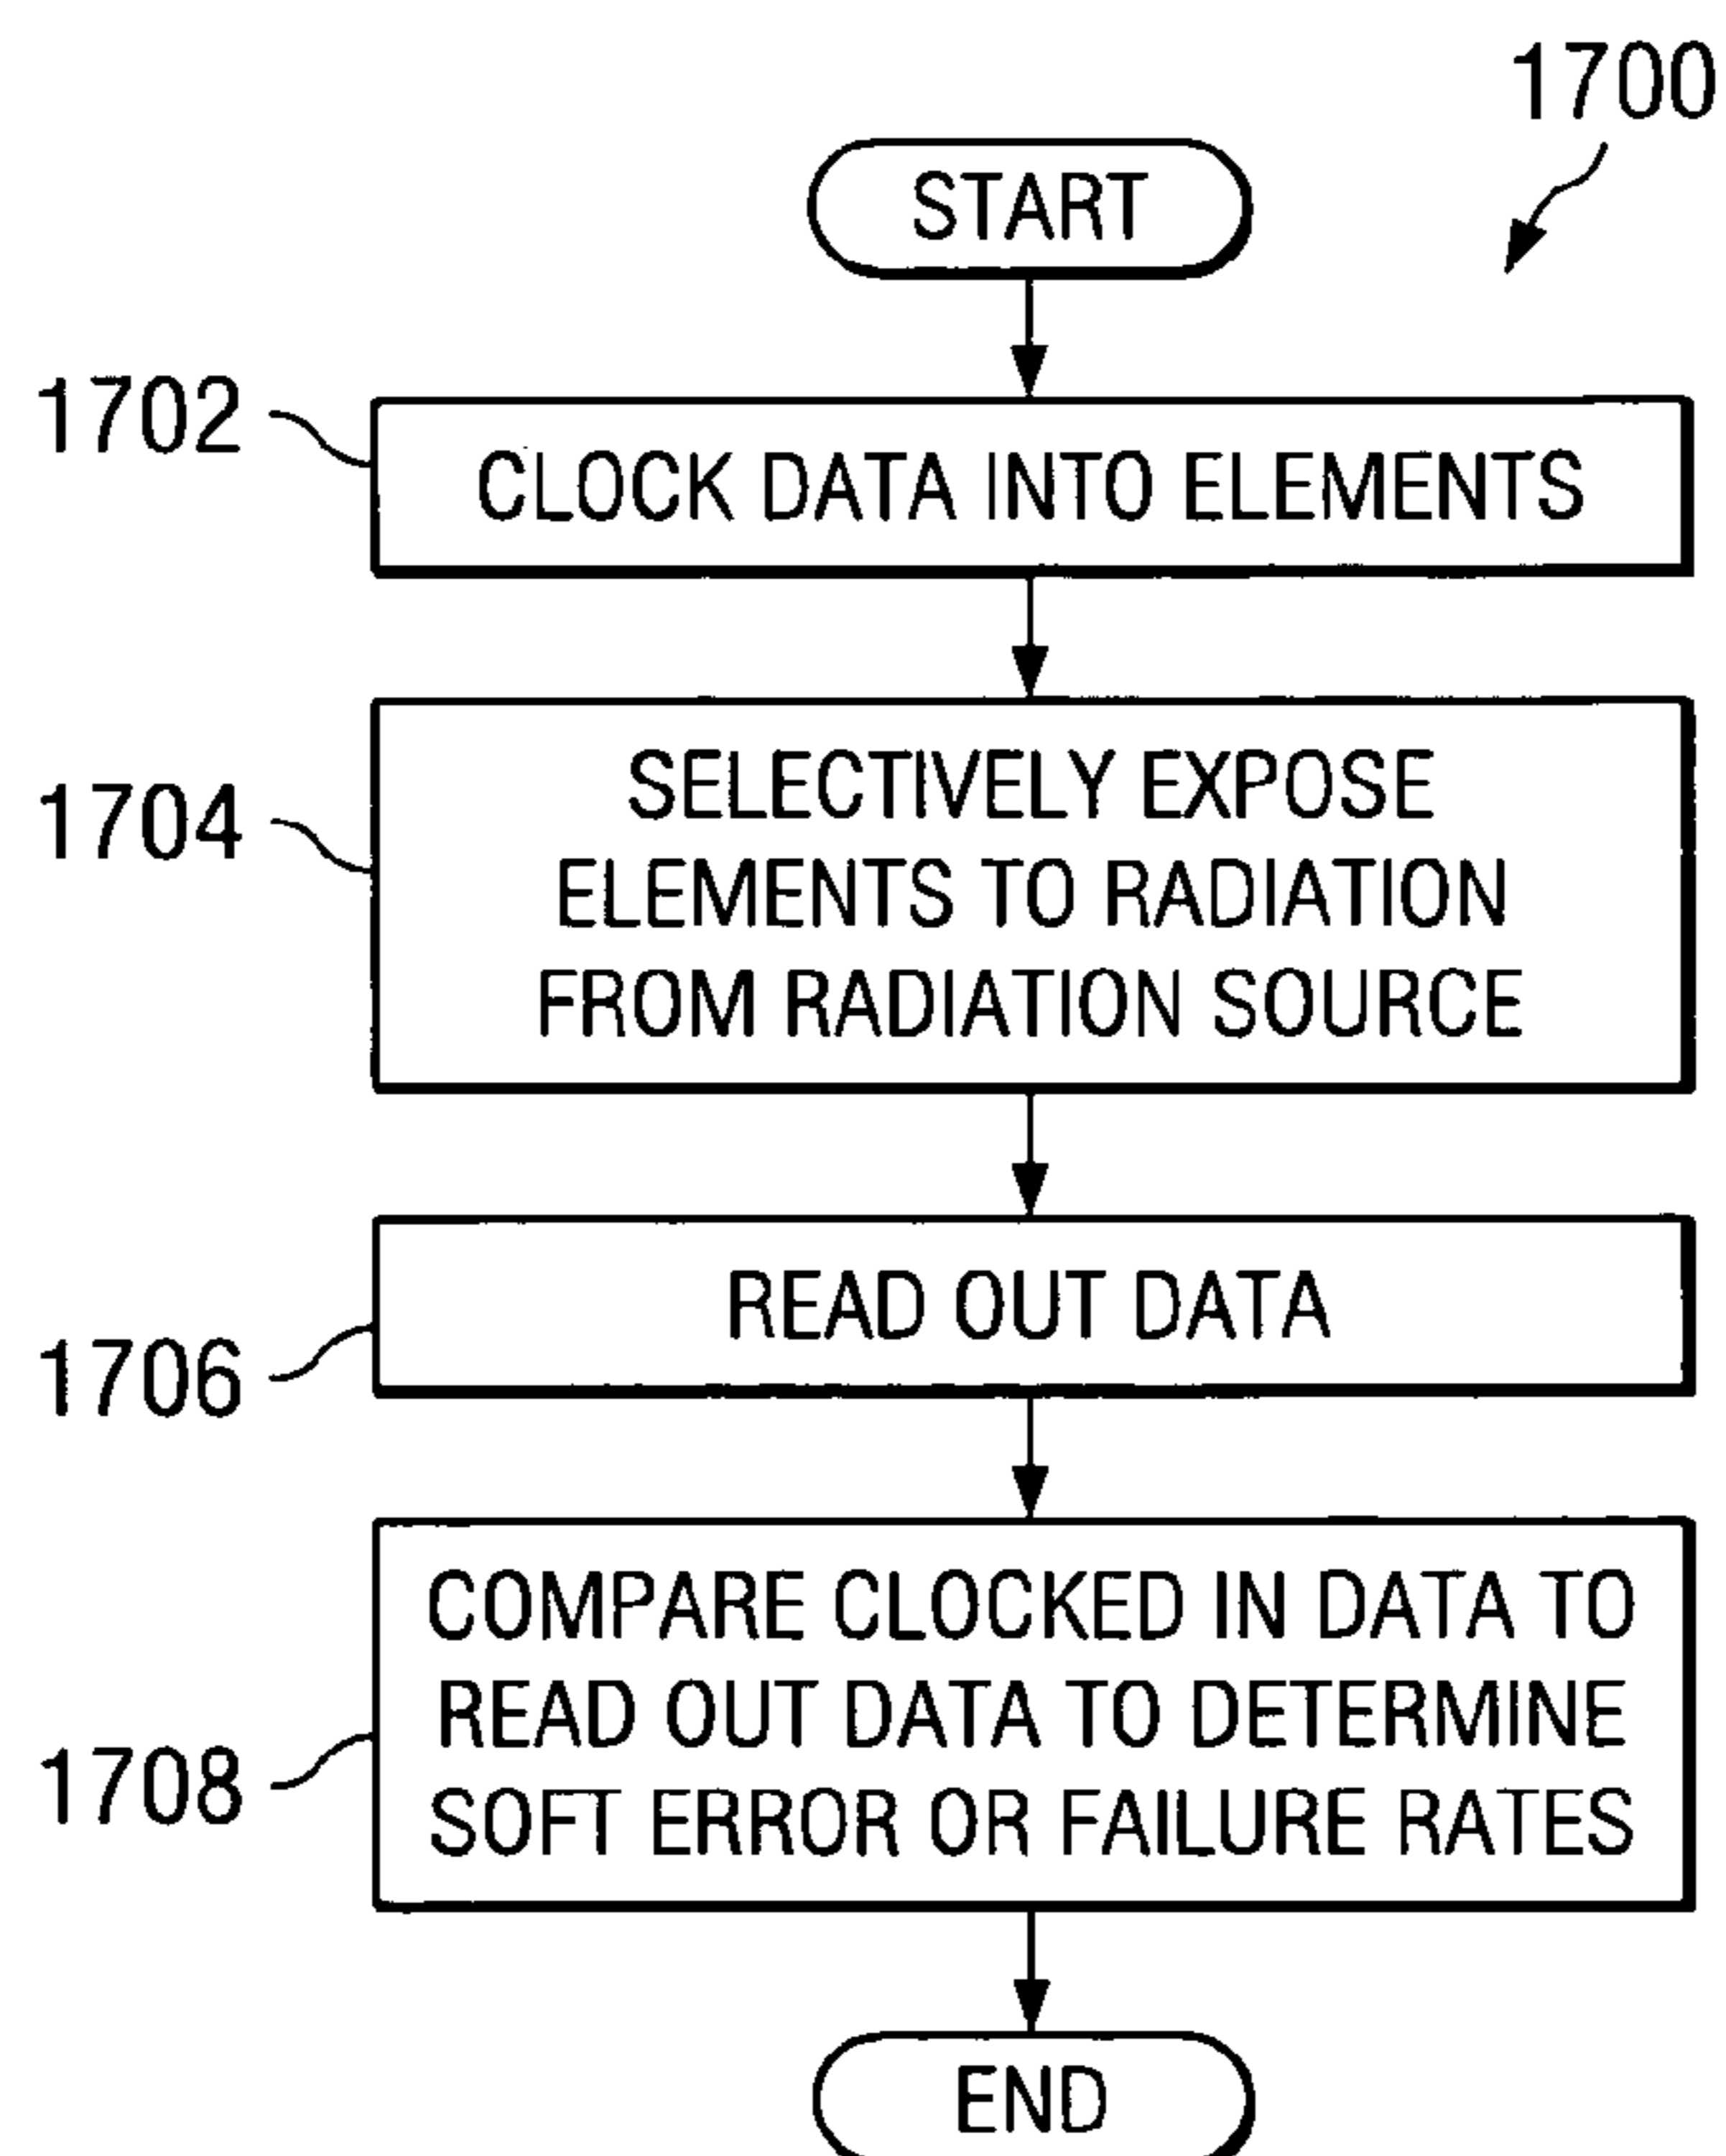 1700
START
1702
CLOCK DATA INTO ELEMENTS
1704
SELECTIVELY EXPOSE
ELEMENTS TO RADIATION
FROM RADIATION SOURCE
READ OUT DATA
1706
COMPARE CLOCKED IN DATA TO
READ OUT DATA TO DETERMINE
1708
SOFT ERROR OR FAILURE RATES
END